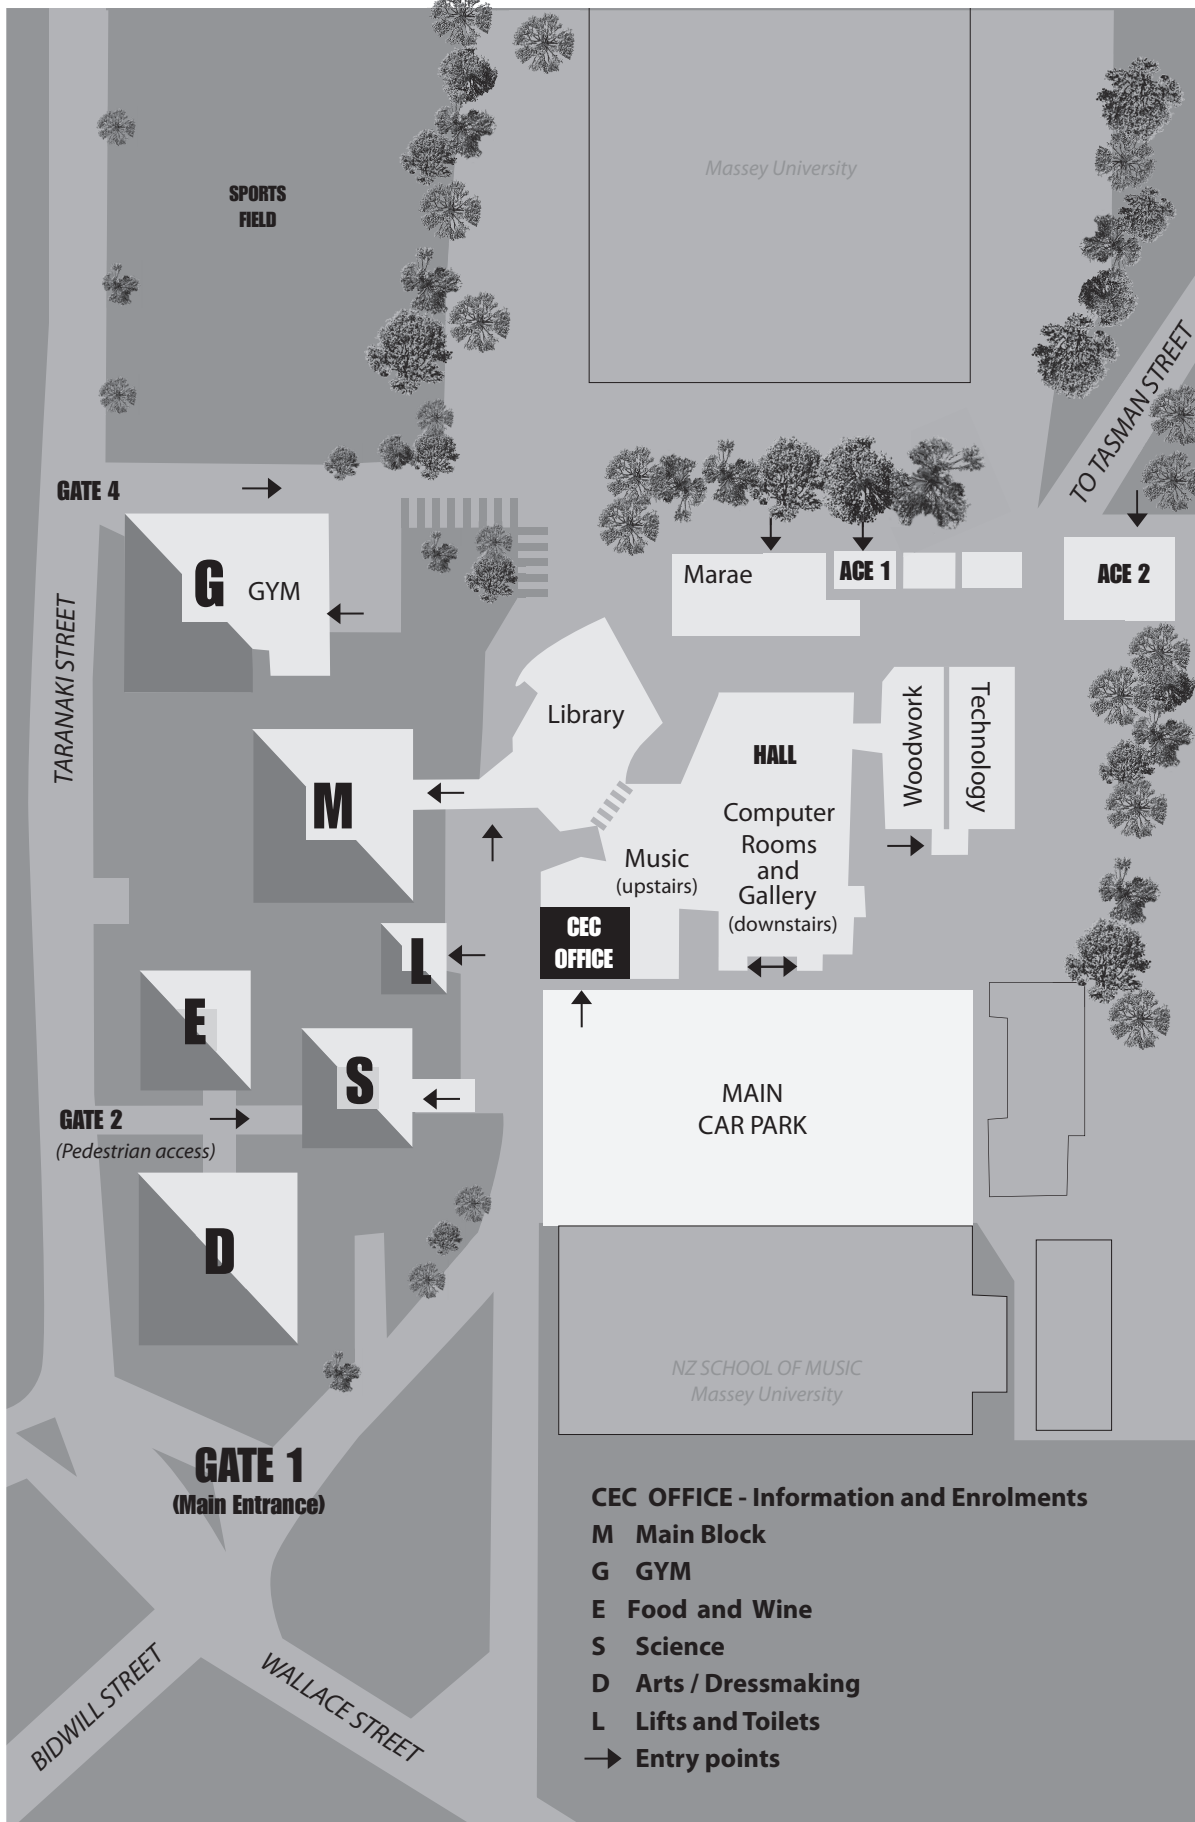 Massey University
SPORTS
FIELD
TO TASMAN STREET
GATE 4
G
GYM
Marae
ACE 1
ACE 2
TARANAKI STREET
Library
Woodwork
Technology
HALL
M
Computer
Rooms
and
Gallery
(downstairs)
Music
(upstairs)
CEC
OFFICE
L
E
S
MAIN
CAR PARK
GATE 2
(Pedestrian access)
D
NZ SCHOOL OF MUSIC
Massey University
GATE 1
(Main Entrance)
BIDWILL STREET
WALLACE STREET
CEC OFFICE - Information and Enrolments
M Main Block
G GYM
E Food and Wine
S Science
D Arts / Dressmaking
L Lifts and Toilets
→ Entry points